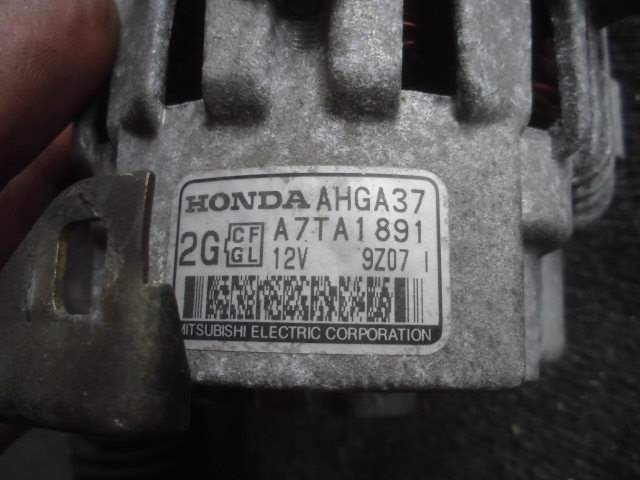 HONDA AHGA37
2G CF GL A7TA1891
12V 9Z07 I
MITSUBISHI ELECTRIC CORPORATION